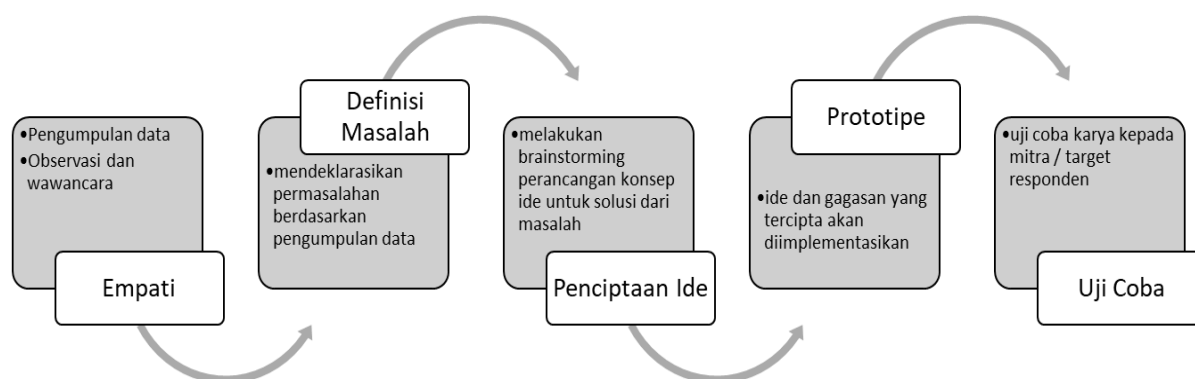 •Pengumpulan data
•Observasi dan
wawancara
Empati
Definisi
Masalah
•mendeklarasikan
permasalahan
berdasarkan
pengumpulan data
•melakukan
brainstorming
perancangan konsep
ide untuk solusi dari
masalah
Penciptaan Ide
Prototipe
•ide dan gagasan yang
tercipta akan
diimplementasikan
•uji coba karya kepada
mitra / target
responden
Uji Coba